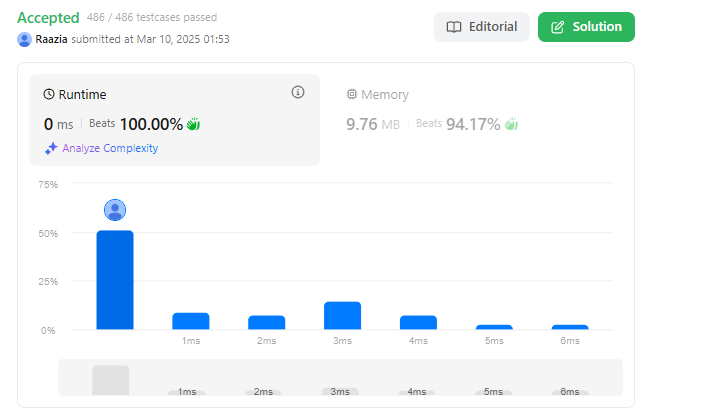 Accepted 486 / 486 testcases passed
Editorial
Solution
Raazia submitted at Mar 10, 2025 01:53
Runtime
0 ms Beats 100.00%
Analyze Complexity
Memory
9.76 MB Beats 94.17%
75%
50%
25%
0%
1ms 2ms 3ms 4ms 5ms 6ms
1ms 2ms 3ms 4ms 5ms 6ms